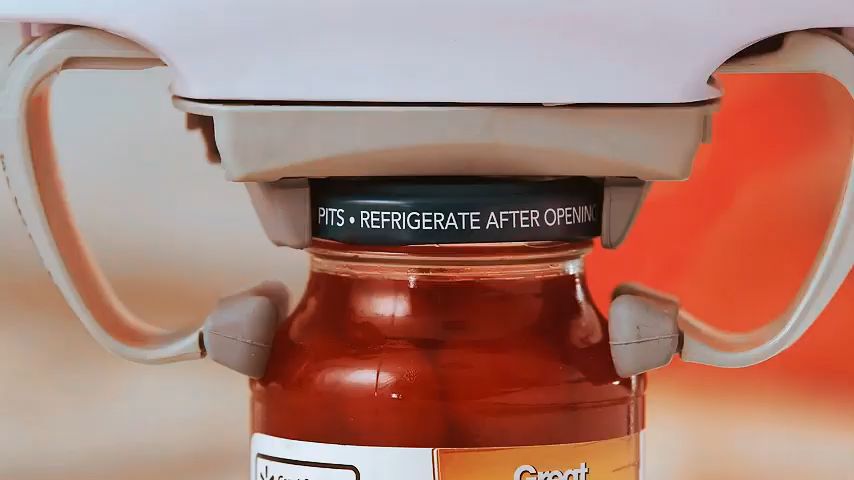 PITS • REFRIGERATE AFTER OPENING
Great